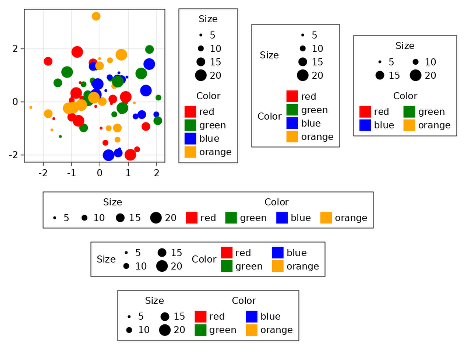 2
0
-2
-2 -1 0 1 2
Size
5
10
15
20
Color
red
green
blue
orange
Size
5
10
15
20
Color
red
green
blue
orange
Size
5 10
15 20
Color
red green
blue orange
Size Color
5 10 15 20 red green blue orange
Size 5 15 Color red blue
10 20 green orange
Size Color
5 15 red blue
10 20 green orange